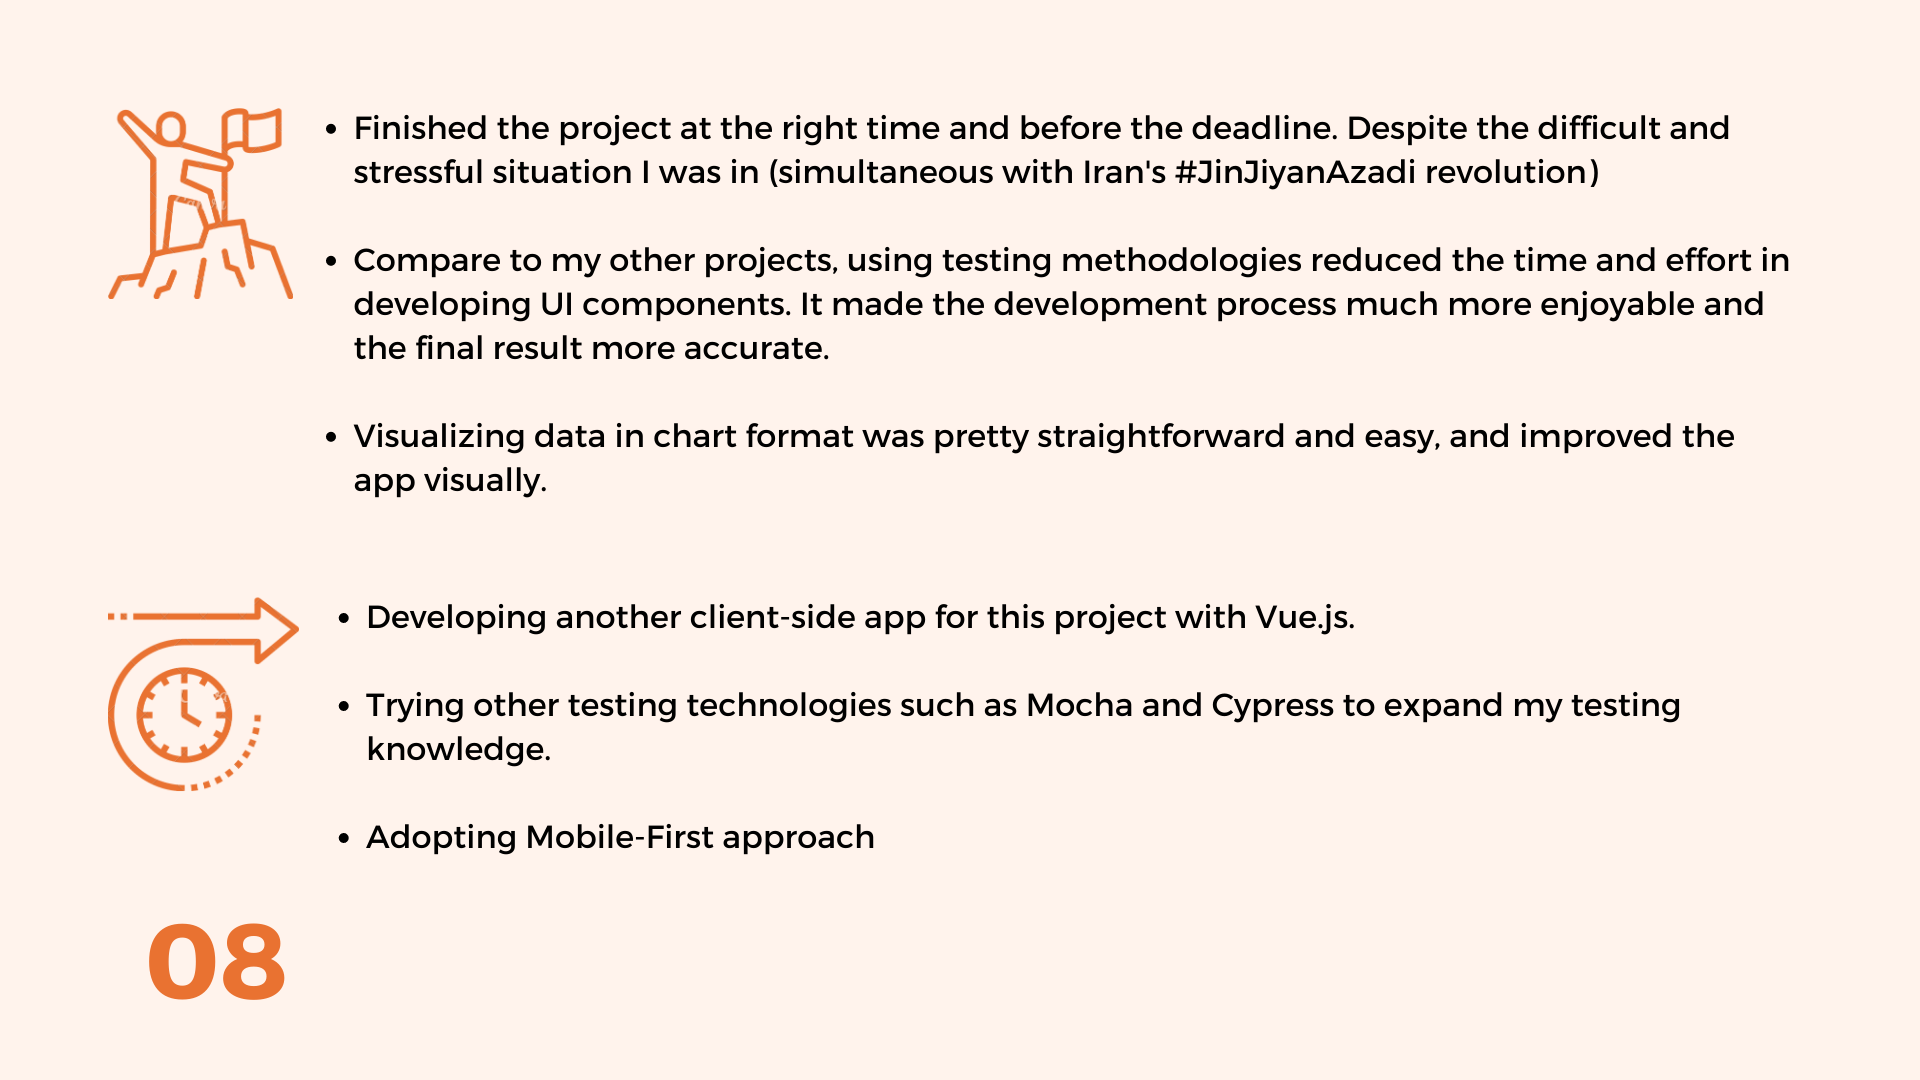 • Finished the project at the right time and before the deadline. Despite the difficult and
stressful situation I was in (simultaneous with Iran's #JinJiyanAzadi revolution)
• Compare to my other projects, using testing methodologies reduced the time and effort in
developing UI components. It made the development process much more enjoyable and
the final result more accurate.
• Visualizing data in chart format was pretty straightforward and easy, and improved the
app visually.
• Developing another client-side app for this project with Vue.js.
• Trying other testing technologies such as Mocha and Cypress to expand my testing
knowledge.
• Adopting Mobile-First approach
08